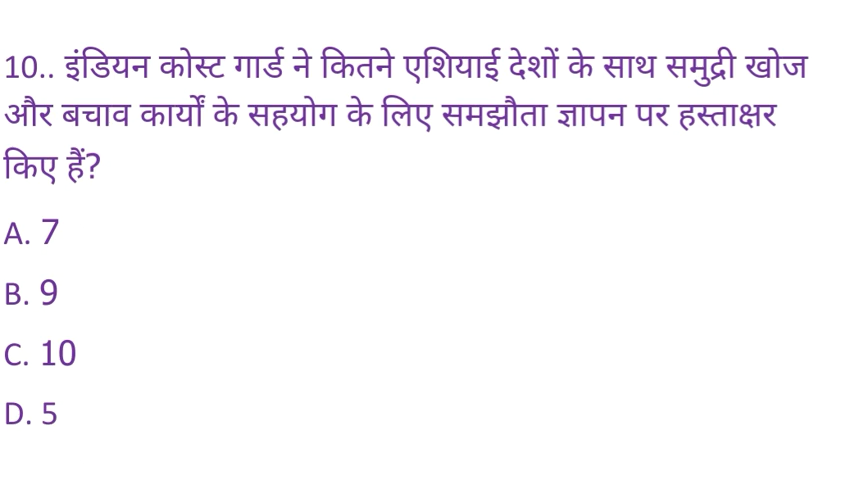 10.. इंडियन कोस्ट गार्ड ने कितने एशियाई देशों के साथ समुद्री खोज
और बचाव कार्यों के सहयोग के लिए समझौता ज्ञापन पर हस्ताक्षर
किए हैं?
A. 7
B. 9
C. 10
D. 5